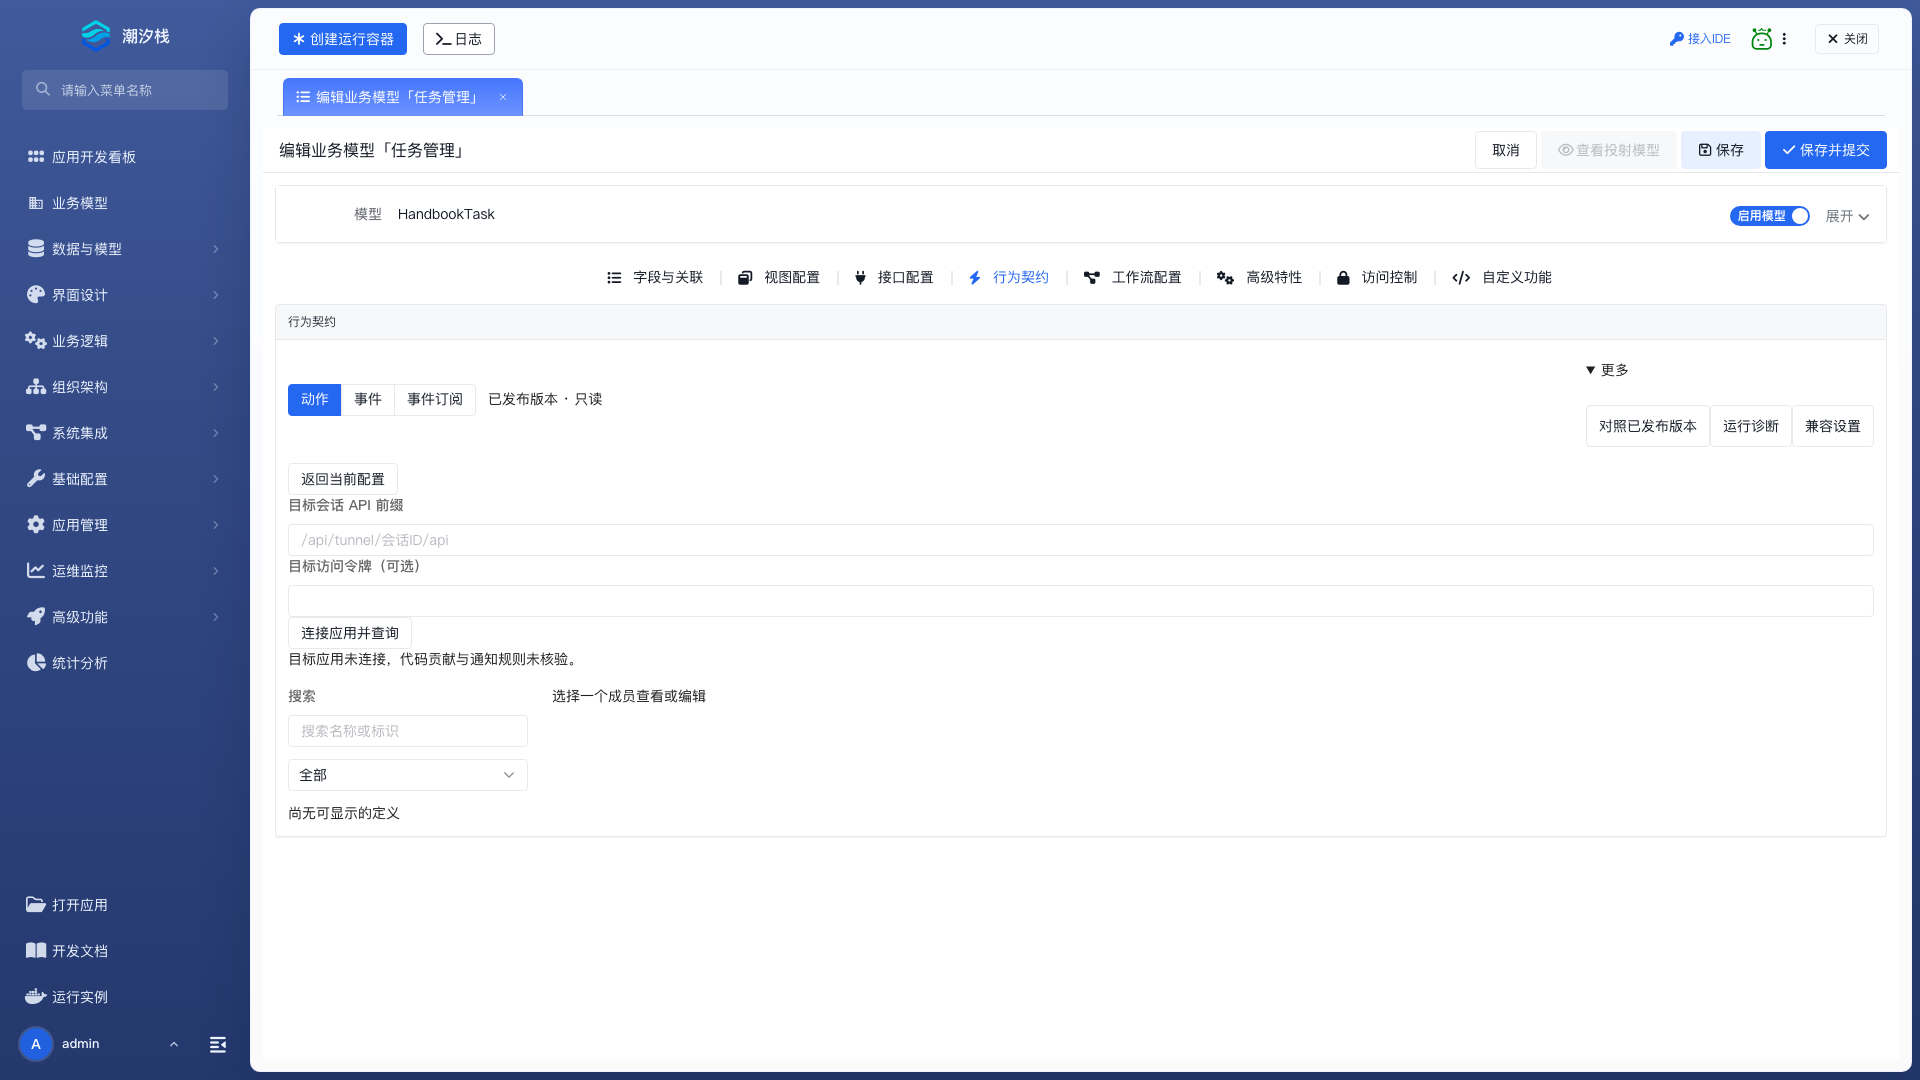 潮汐栈
请输入菜单名称
应用开发看板
业务模型
数据与模型
界面设计
业务逻辑
组织架构
系统集成
基础配置
应用管理
运维监控
高级功能
统计分析
打开应用
开发文档
运行实例
A admin
创建运行容器 日志 接入IDE 关闭
编辑业务模型「任务管理」
编辑业务模型「任务管理」 取消 查看投射模型 保存 保存并提交
模型 HandbookTask 启用模型 展开
字段与关联 视图配置 接口配置 行为契约 工作流配置 高级特性 访问控制 自定义功能
行为契约
▼ 更多
动作 事件 事件订阅 已发布版本 · 只读
对照已发布版本 运行诊断 兼容设置
返回当前配置
目标会话 API 前缀
/api/tunnel/会话ID/api
目标访问令牌（可选）
连接应用并查询
目标应用未连接，代码贡献与通知规则未核验。
搜索 选择一个成员查看或编辑
搜索名称或标识
全部
尚无可显示的定义